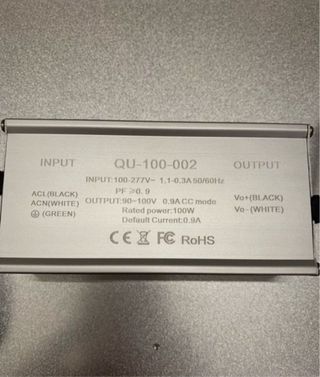 INPUT QU-100-002 OUTPUT
INPUT:100-277V~ 1.1-0.3A 50/60Hz
PF ≥0.9
ACL(BLACK)
ACN(WHITE)
(GREEN)
OUTPUT:90-100V 0.9A CC mode
Rated power:100W
Default Current:0.9A
Vo+(BLACK)
Vo-(WHITE)
CE FC RoHS